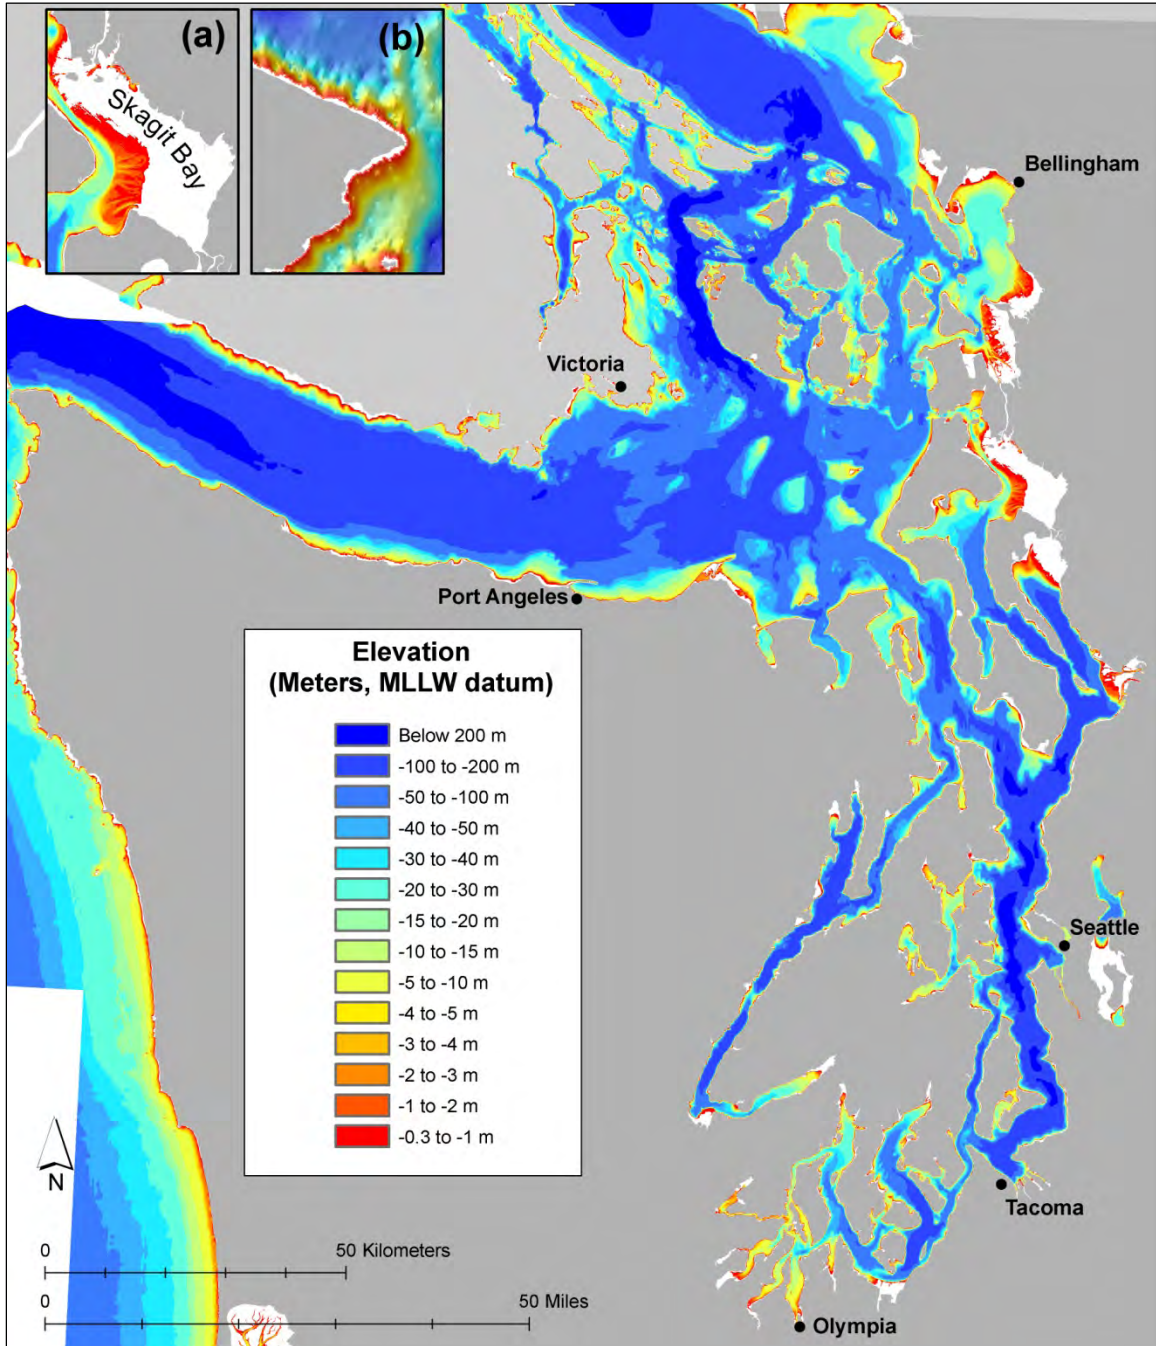 (a)
(b)
Skagit Bay
Bellingham
Victoria
Port Angeles
Elevation
(Meters, MLLW datum)
Below 200 m
-100 to -200 m
-50 to -100 m
-40 to -50 m
-30 to -40 m
-20 to -30 m
-15 to -20 m
-10 to -15 m
-5 to -10 m
-4 to -5 m
-3 to -4 m
-2 to -3 m
-1 to -2 m
-0.3 to -1 m
Seattle
N
Tacoma
0 50 Kilometers
0 50 Miles
Olympia